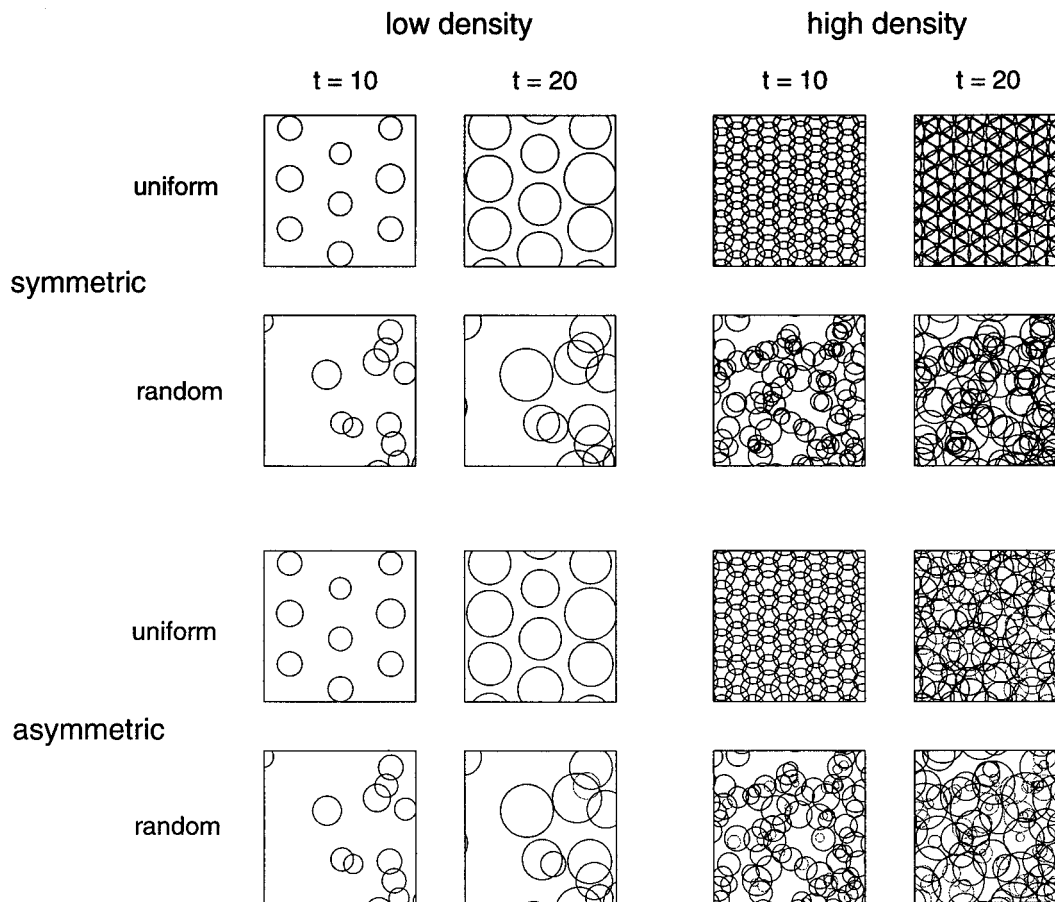 low density high density
t = 10 t = 20 t = 10 t = 20
uniform
symmetric
random
uniform
asymmetric
random